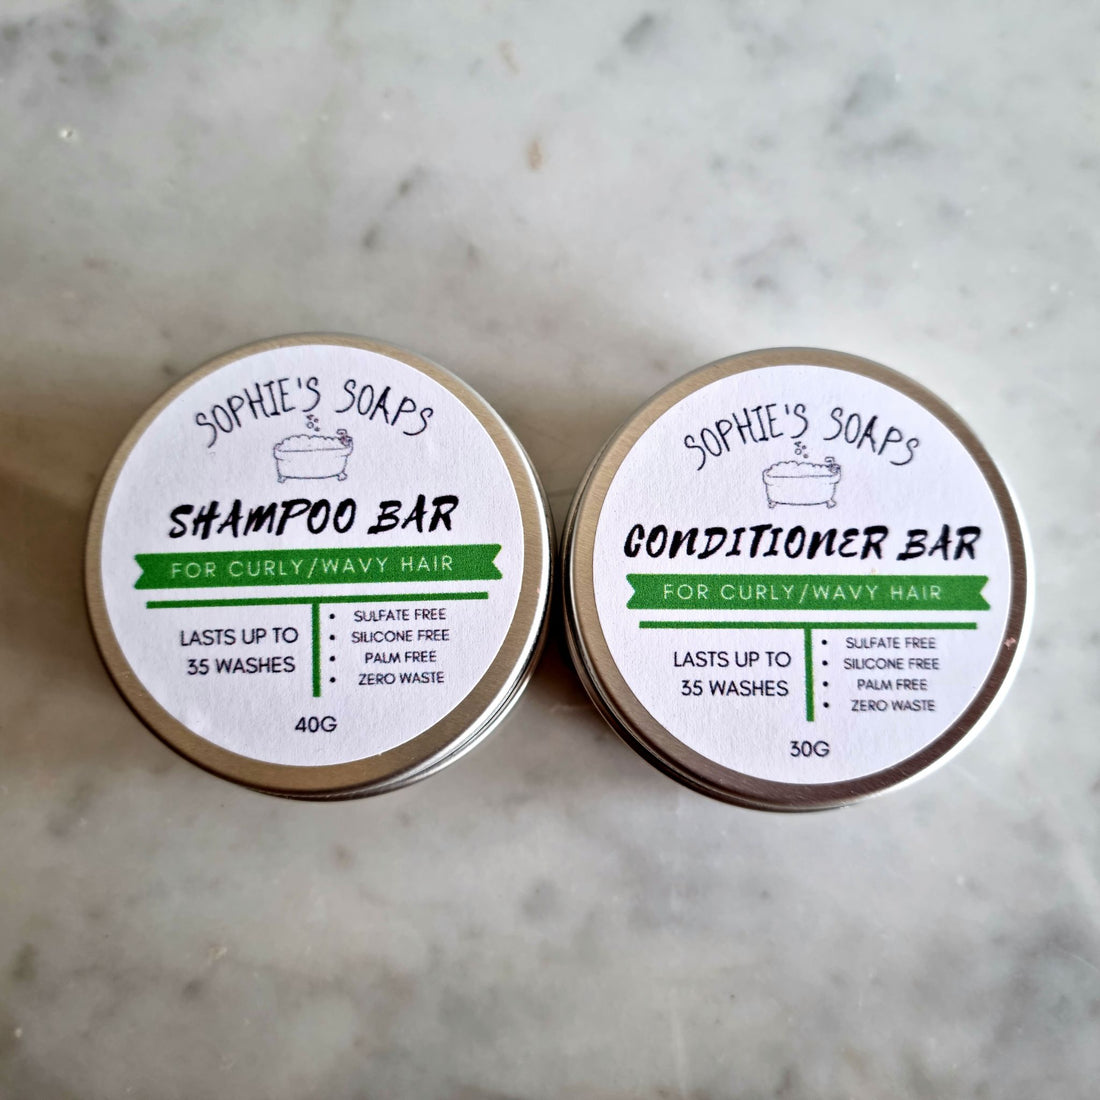 SOPHIE'S SOAPS
SHAMPOO BAR
FOR CURLY/WAVY HAIR
LASTS UP TO
35 WASHES
• SULFATE FREE
• SILICONE FREE
• PALM FREE
• ZERO WASTE
40G
SOPHIE'S SOAPS
CONDITIONER BAR
FOR CURLY/WAVY HAIR
LASTS UP TO
35 WASHES
• SULFATE FREE
• SILICONE FREE
• PALM FREE
• ZERO WASTE
30G